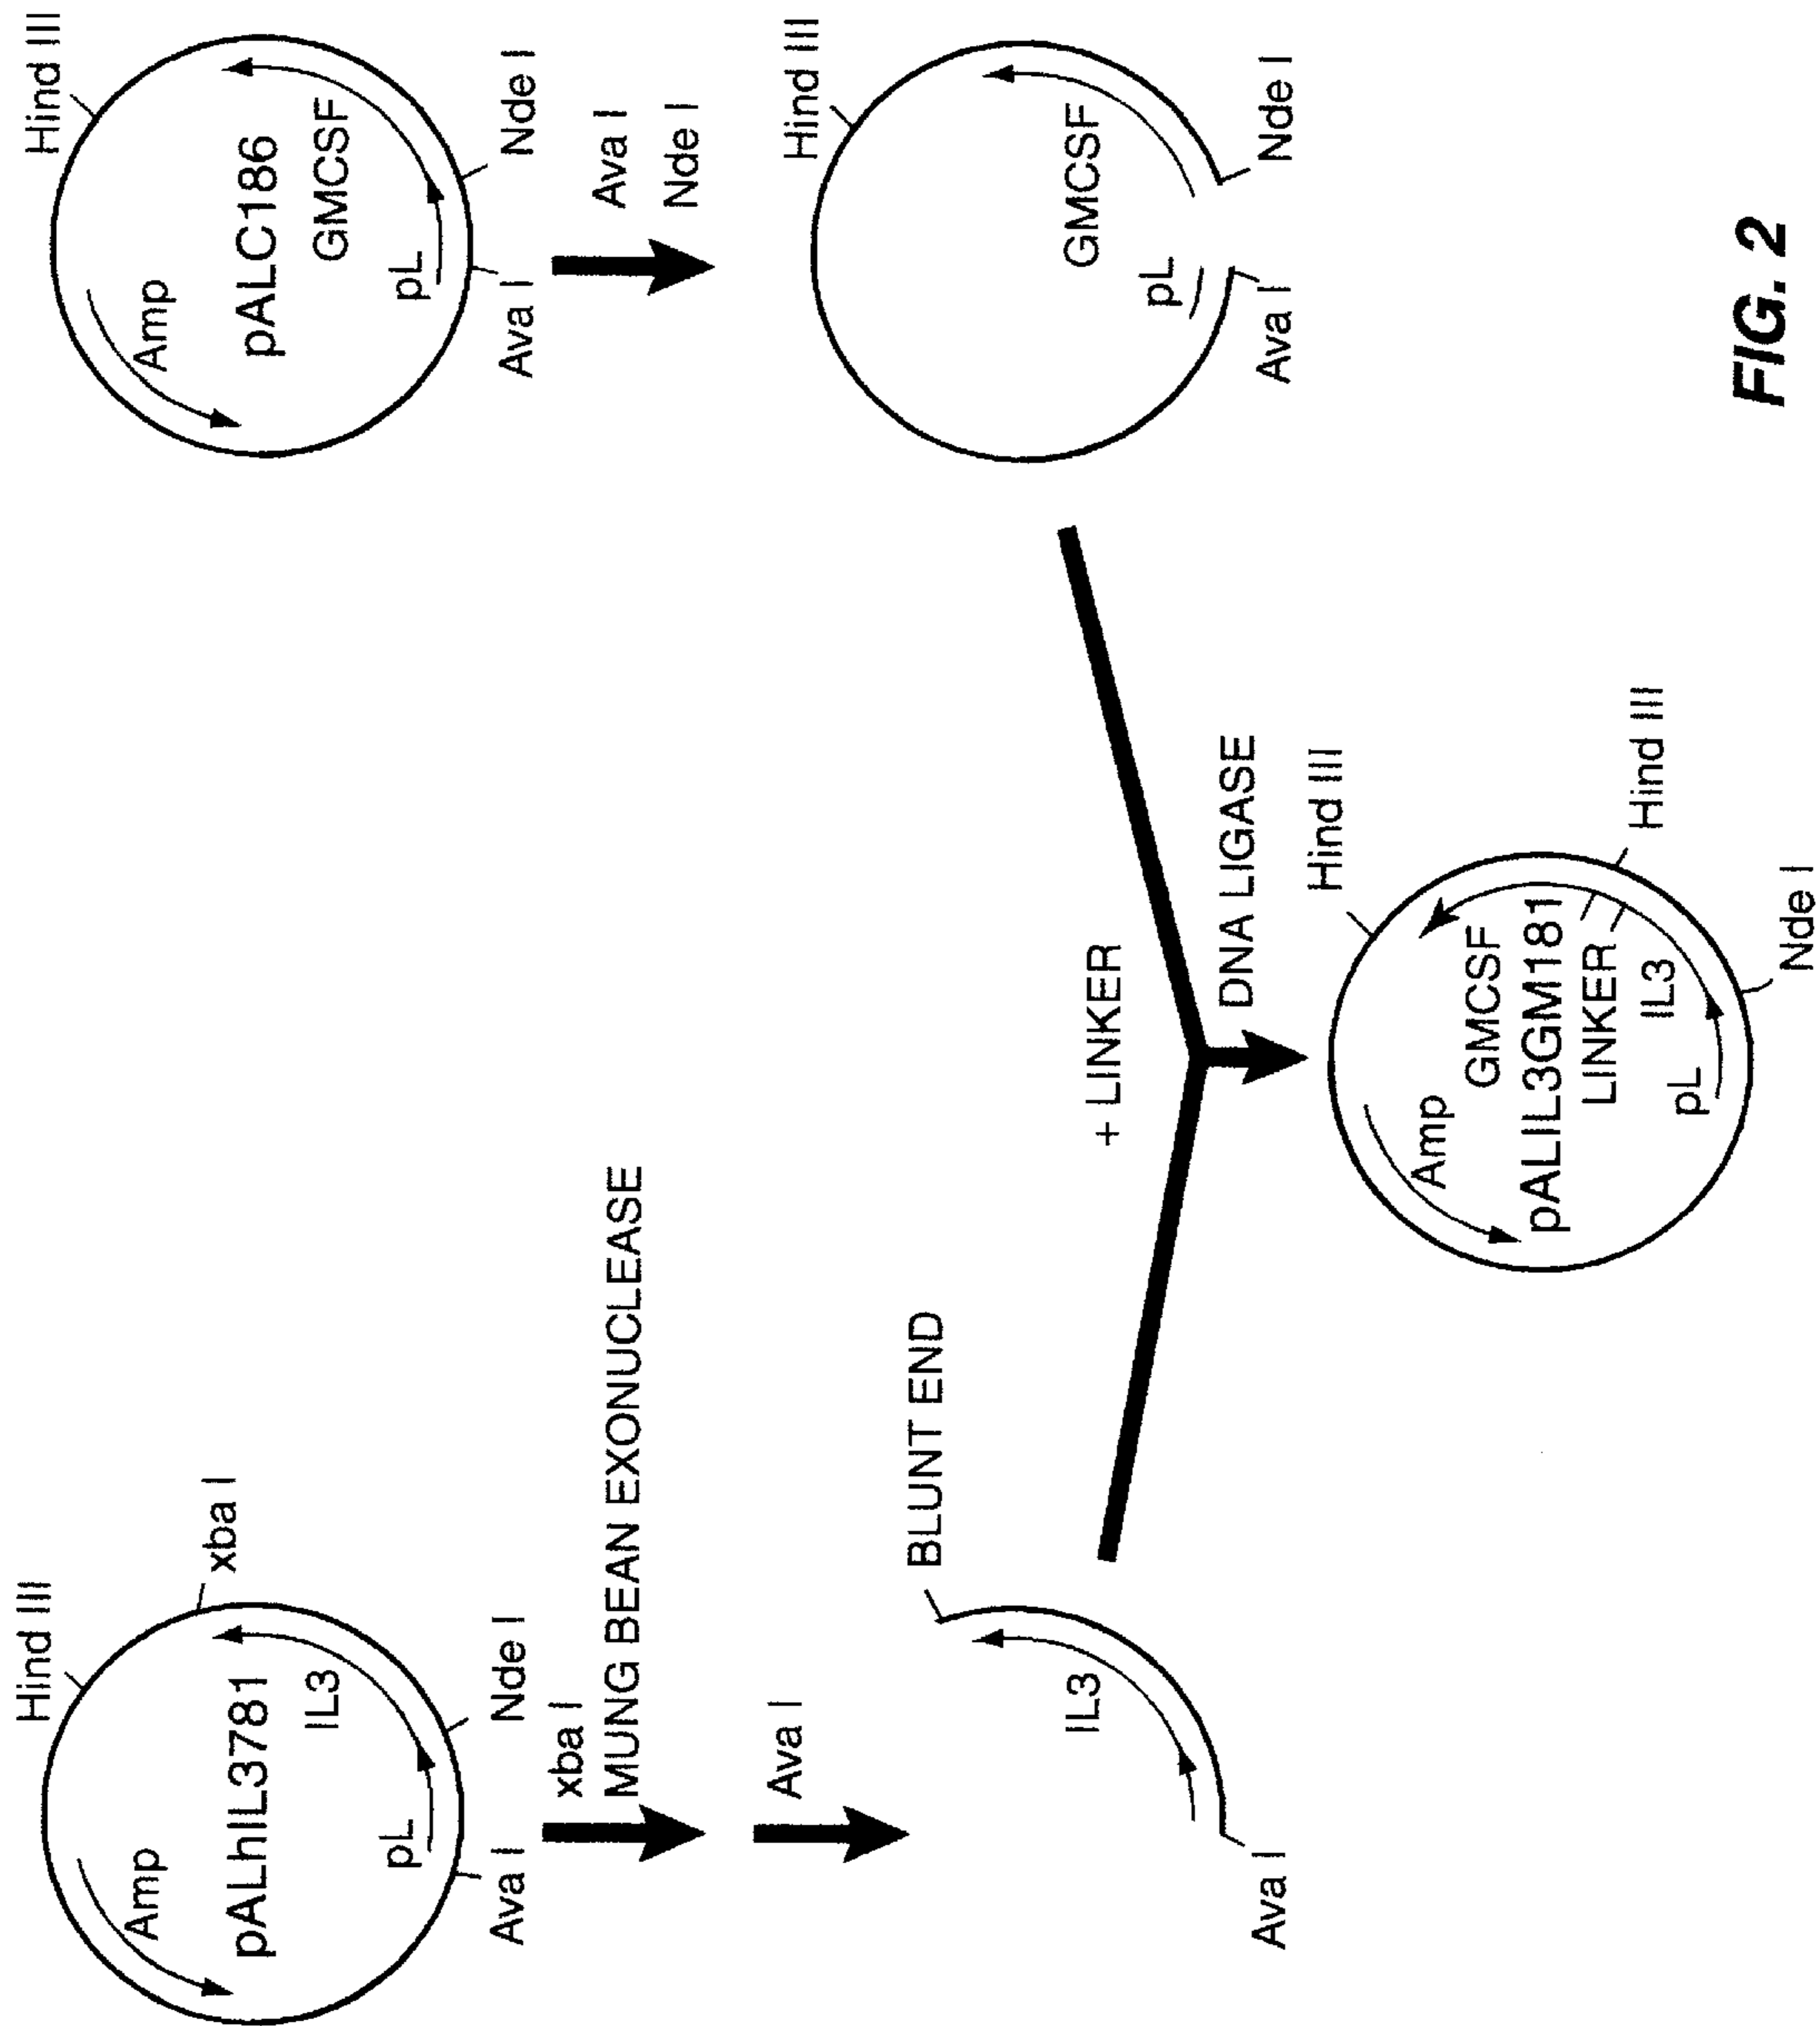 Hind III
xba I
Amp
pALhIL3781
IL3
pL
Ava I
Nde I
xba I
MUNG BEAN EXONUCLEASE
Ava I
BLUNT END
IL3
Ava I
Hind III
Amp
pALC186
GMCSF
pL
Ava I
Nde I
Ava I
Nde I
Hind III
GMCSF
pL
Ava I
Nde I
+ LINKER
DNA LIGASE
Hind III
Amp
GMCSF
pALIL3GM181
LINKER
Hind III
IL3
pL
Nde I
FIG. 2